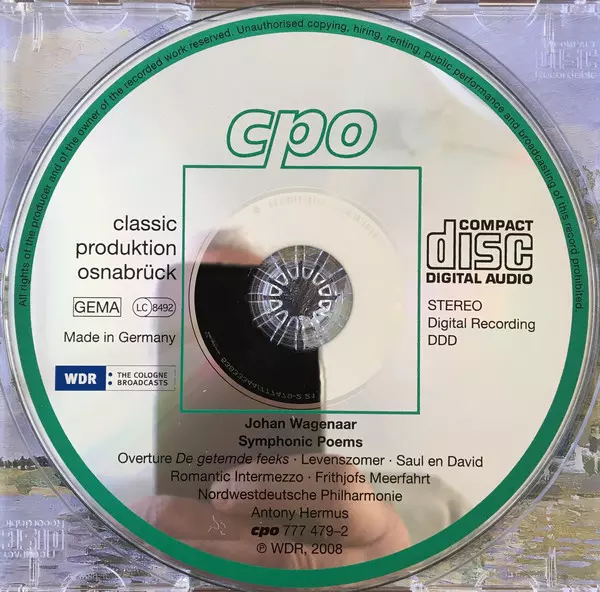 All rights of the producer and of the owner of the recorded work reserved. Unauthorised copying, hiring, renting, public performance and broadcasting of this record prohibited.
cpo
classic
produktion
osnabrück
GEMA LC 8492
Made in Germany
WDR THE COLOGNE
BROADCASTS
COMPACT
disc
DIGITAL AUDIO
STEREO
Digital Recording
DDD
Johan Wagenaar
Symphonic Poems
Overture De getemde feeks · Levenszomer · Saul en David
Romantic Intermezzo · Frithjofs Meerfahrt
Nordwestdeutsche Philharmonie
Antony Hermus
cpo 777 479–2
℗ WDR, 2008